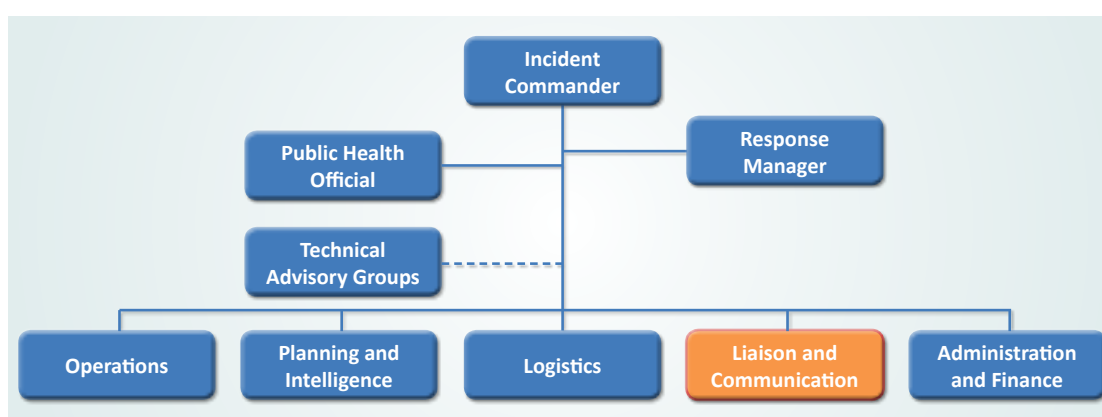 Incident
Commander
Response
Manager
Public Health
Official
Technical
Advisory Groups
Operations
Planning and
Intelligence
Logistics
Liaison and
Communication
Administration
and Finance